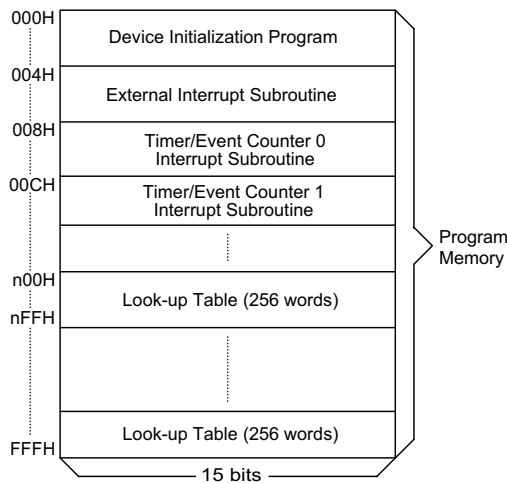 000H
Device Initialization Program
004H
External Interrupt Subroutine
008H
Timer/Event Counter 0
Interrupt Subroutine
00CH
Timer/Event Counter 1
Interrupt Subroutine
Program
Memory
n00H
Look-up Table (256 words)
nFFH
Look-up Table (256 words)
FFFH
15 bits